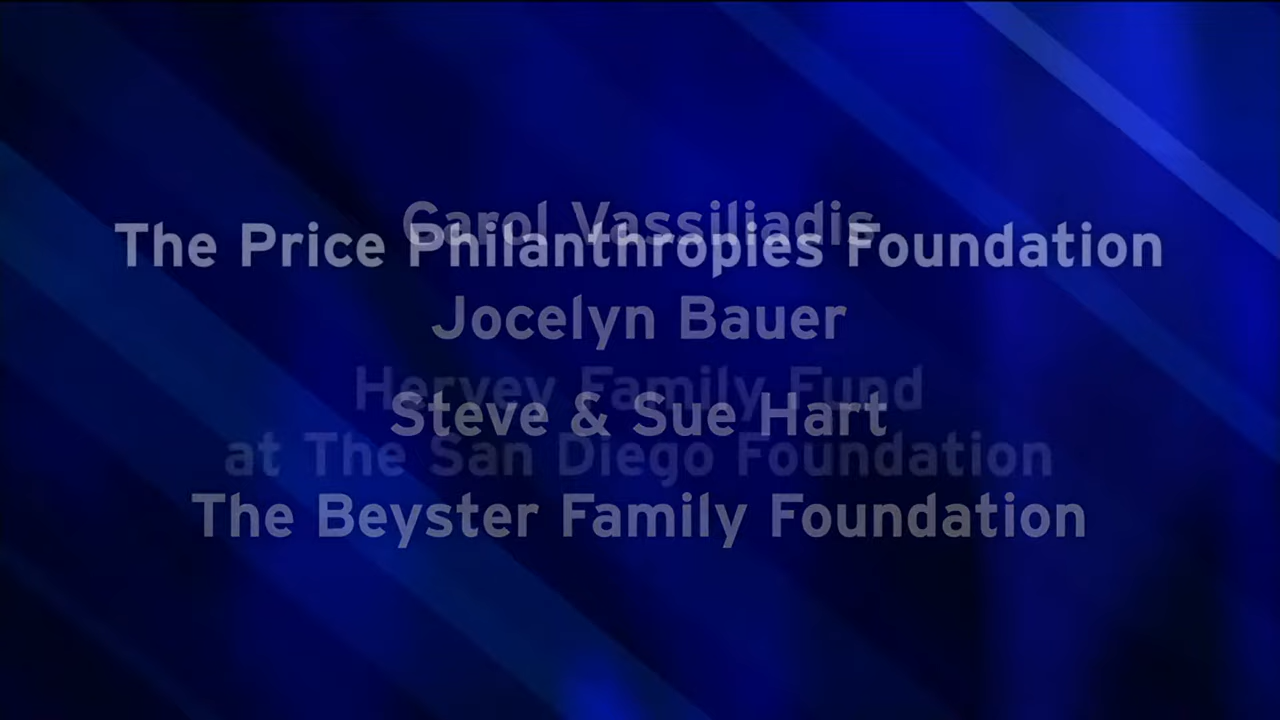 Carol Vassiliadis
The Price Philanthropies Foundation
Jocelyn Bauer
Hervey Family Fund
Steve & Sue Hart
at The San Diego Foundation
The Beyster Family Foundation